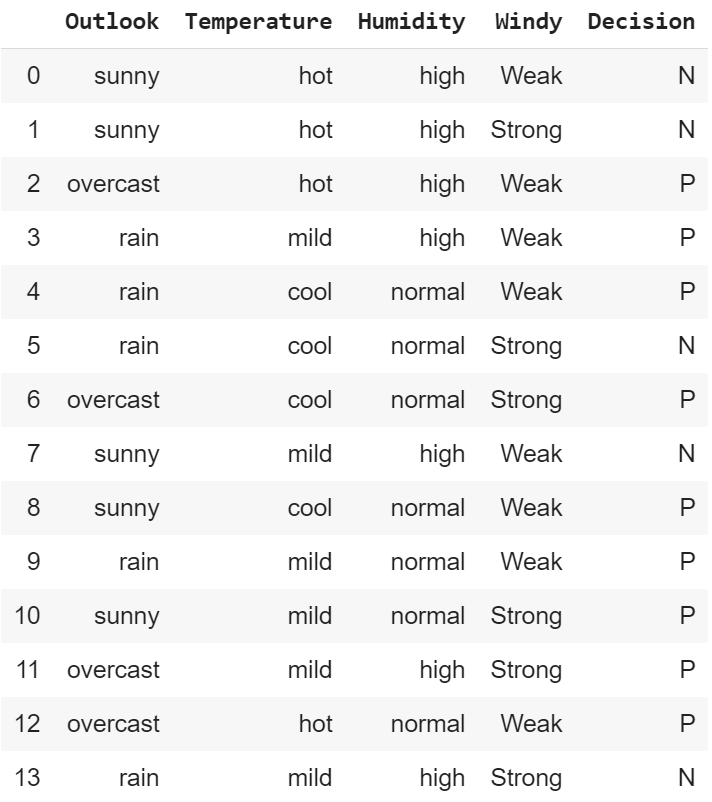 Outlook Temperature Humidity Windy Decision
0 sunny hot high Weak N
1 sunny hot high Strong N
2 overcast hot high Weak P
3 rain mild high Weak P
4 rain cool normal Weak P
5 rain cool normal Strong N
6 overcast cool normal Strong P
7 sunny mild high Weak N
8 sunny cool normal Weak P
9 rain mild normal Weak P
10 sunny mild normal Strong P
11 overcast mild high Strong P
12 overcast hot normal Weak P
13 rain mild high Strong N